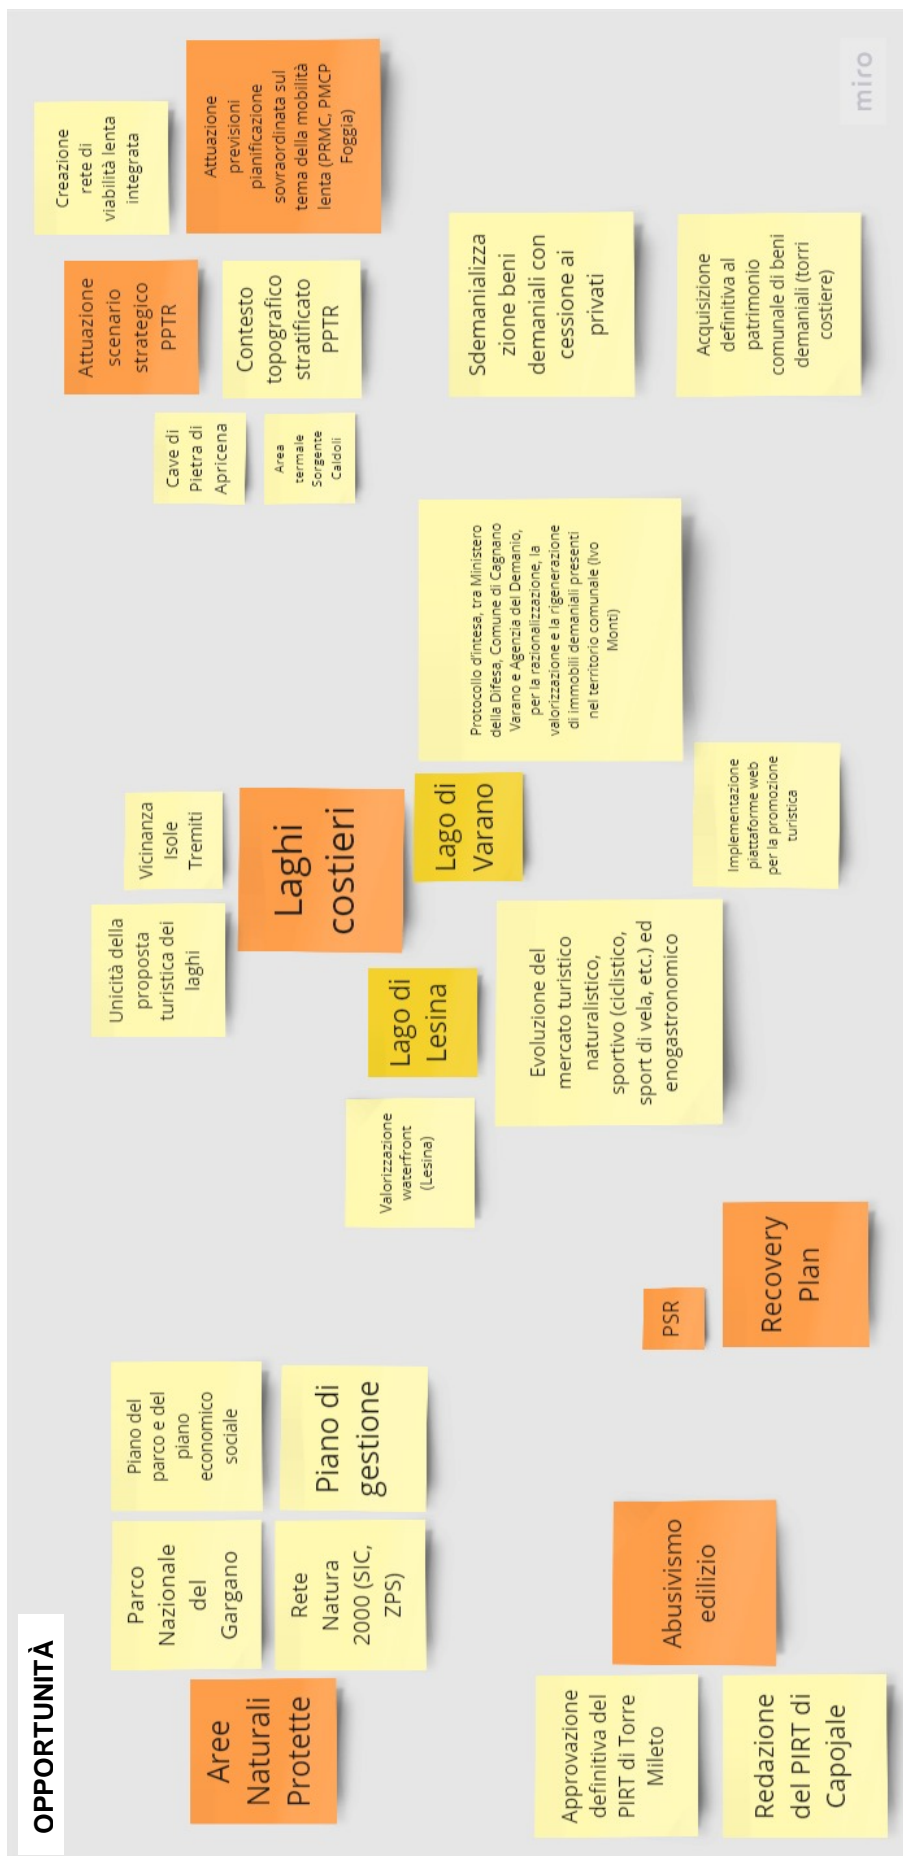 OPPORTUNITÀ
Aree
Naturali
Protette
Parco
Nazionale
del
Gargano
Piano del
parco e del
piano
economico
sociale
Rete
Natura
2000 (SIC,
ZPS)
Piano di
gestione
Approvazione
definitiva del
PIRT di Torre
Mileto
Redazione
del PIRT di
Capojale
Abusivismo
edilizio
PSR
Recovery
Plan
Unicità della
proposta
turistica dei
laghi
Vicinanza
Isole
Tremiti
Laghi
costieri
Lago di
Lesina
Lago di
Varano
Valorizzazione
waterfront
(Lesina)
Evoluzione del
mercato turistico
naturalistico,
sportivo (ciclistico,
sport di vela, etc.) ed
enogastronomico
Implementazione
piattaforme web
per la promozione
turistica
Protocollo d'intesa, tra Ministero
della Difesa, Comune di Cagnano
Varano e Agenzia del Demanio,
per la razionalizzazione, la
valorizzazione e la rigenerazione
di immobili demaniali presenti
nel territorio comunale (Ivo
Monti)
Cave di
Pietra di
Apricena
Area
termale
Sorgente
Caldoli
Attuazione
scenario
strategico
PPTR
Contesto
topografico
stratificato
PPTR
Creazione
rete di
viabilità lenta
integrata
Attuazione
previsioni
pianificazione
sovraordinata sul
tema della mobilità
lenta (PRMC, PMCP
Foggia)
Sdemanializza
zione beni
demaniali con
cessione ai
privati
Acquisizione
definitiva al
patrimonio
comunale di beni
demaniali (torri
costiere)
miro